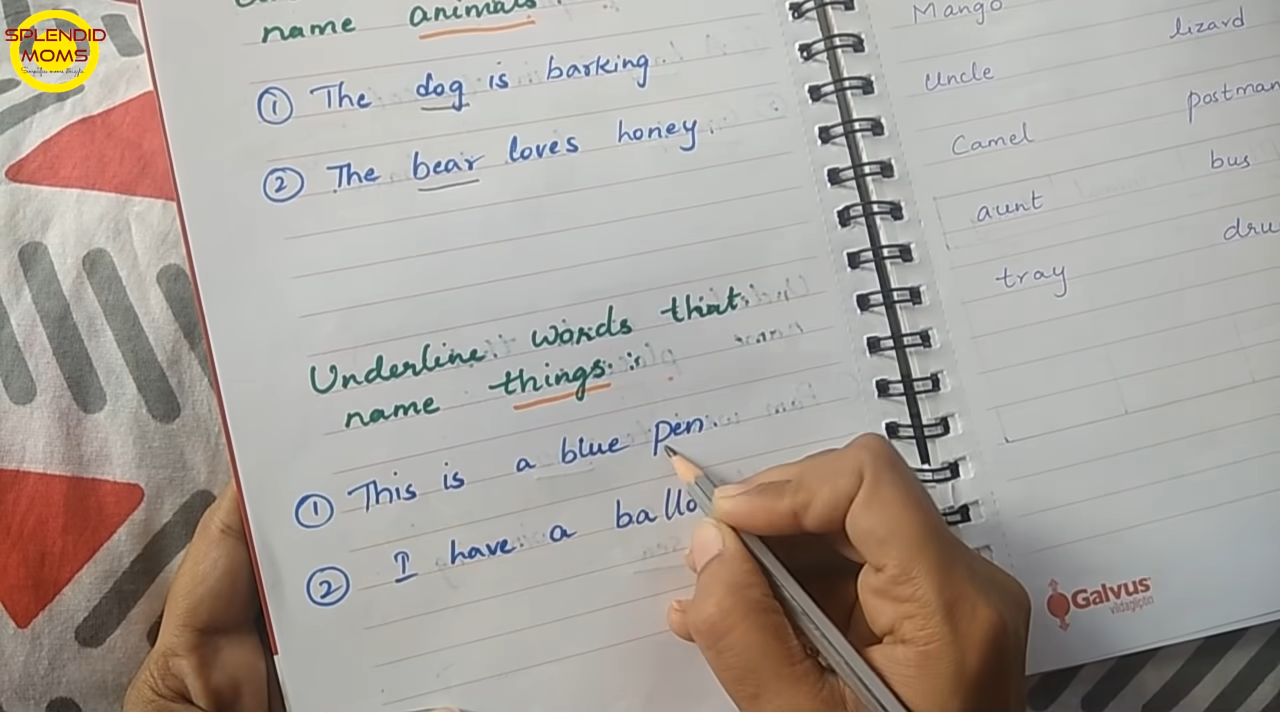 SPLENDID
MOMS
name animals.
① The dog is barking.
② The bear loves honey.
Underline words that
name things:
① This is a blue pen.
② I have a
Mango
lizard
Uncle
postman
Camel
bus
aunt
tray
Galvus
vildagliptin